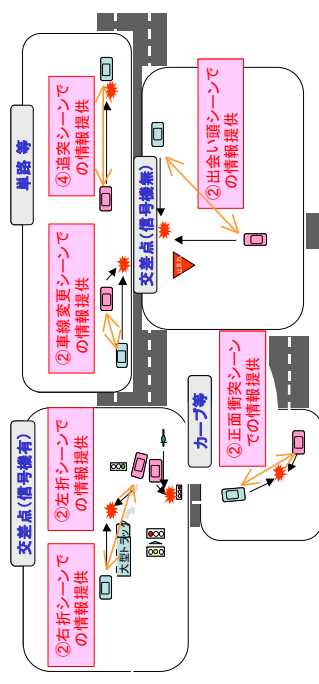 交差点(信号機有)
②右折シーンで
の情報提供
②左折シーンで
の情報提供
大型トラック
単路 等
②車線変更シーンで
の情報提供
④追突シーンで
の情報提供
カーブ等
②正面衝突シーン
での情報提供
交差点(信号機無)
②出会い頭シーンで
の情報提供
止まれ